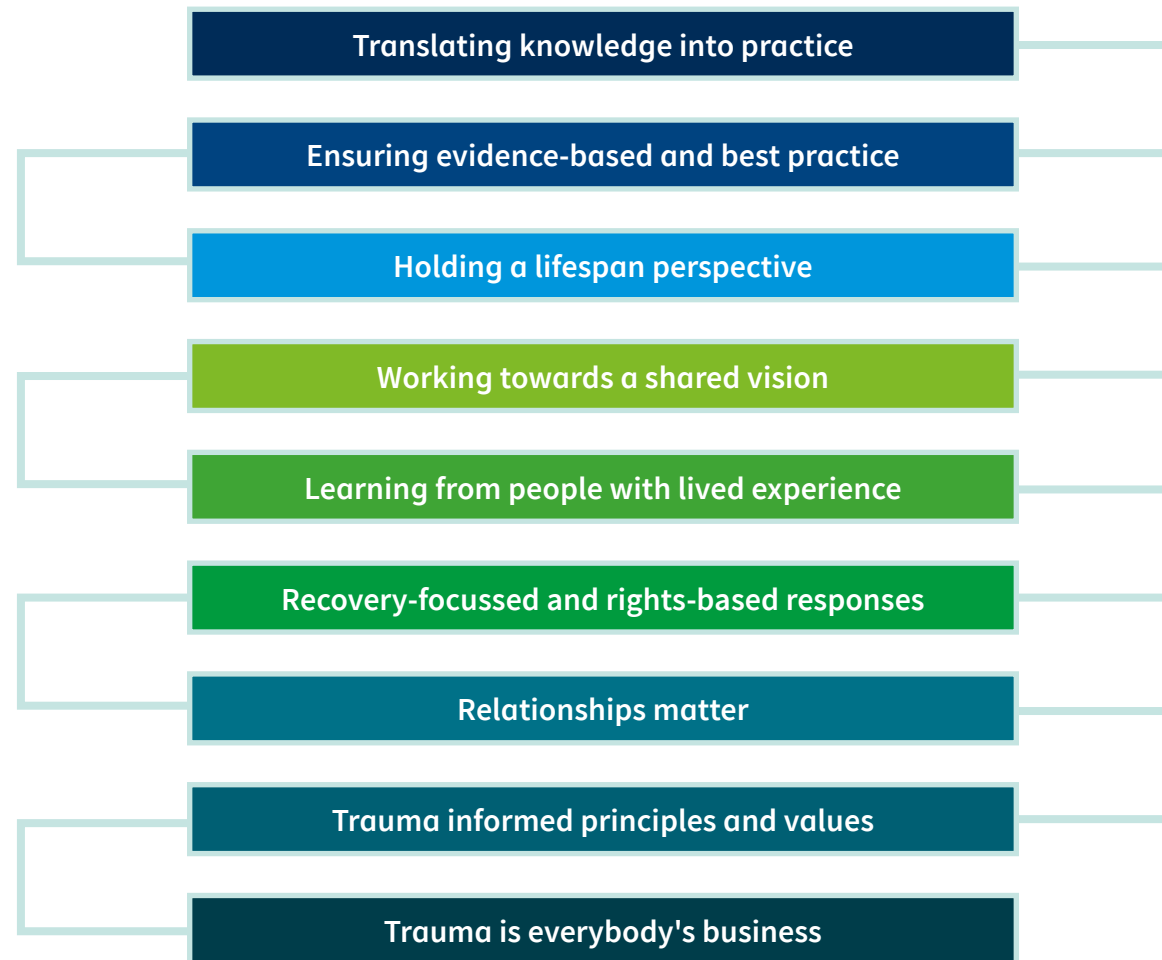 Translating knowledge into practice
Ensuring evidence-based and best practice
Holding a lifespan perspective
Working towards a shared vision
Learning from people with lived experience
Recovery-focussed and rights-based responses
Relationships matter
Trauma informed principles and values
Trauma is everybody's business